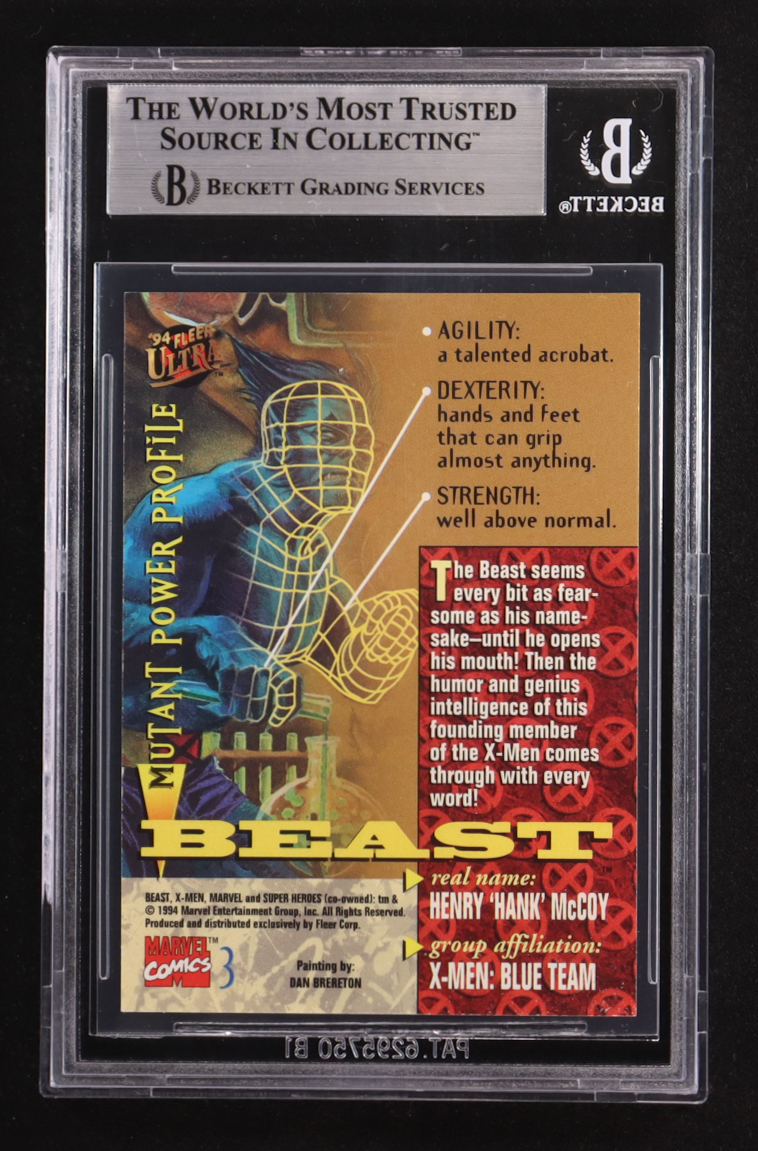 THE WORLD'S MOST TRUSTED
SOURCE IN COLLECTING™
B BECKETT GRADING SERVICES
B
BECKETT®
'94 FLEER
ULTRA™
MUTANT POWER PROFILE
AGILITY:
a talented acrobat.
DEXTERITY:
hands and feet
that can grip
almost anything.
STRENGTH:
well above normal.
The Beast seems
every bit as fear-
some as his name-
sake—until he opens
his mouth! Then the
humor and genius
intelligence of this
founding member
of the X-Men comes
through with every
word!
BEAST™
real name:
HENRY 'HANK' McCOY
group affiliation:
X-MEN: BLUE TEAM
BEAST, X-MEN, MARVEL and SUPER HEROES (co-owned): tm &
© 1994 Marvel Entertainment Group, Inc. All Rights Reserved.
Produced and distributed exclusively by Fleer Corp.
MARVEL™
COMICS
M
3
Painting by:
DAN BRERETON
PAT. 6295750 B1